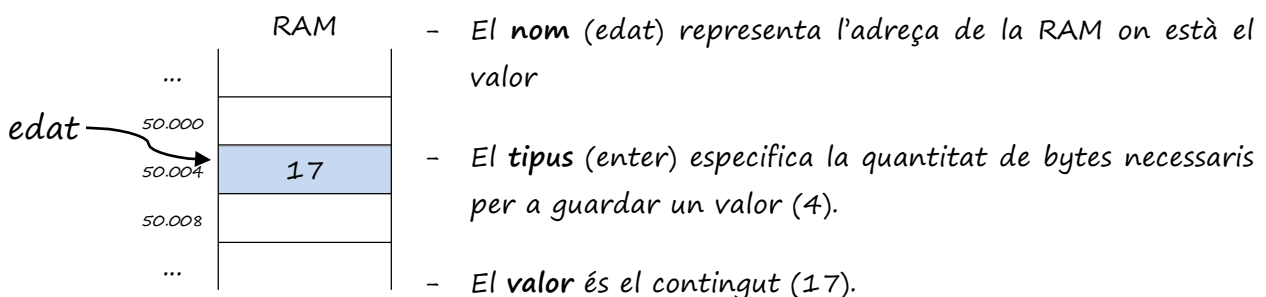 RAM
...
edat
50.000
50.004
17
50.008
...
- El nom (edat) representa l'adreça de la RAM on està el
valor
- El tipus (enter) especifica la quantitat de bytes necessaris
per a guardar un valor (4).
- El valor és el contingut (17).